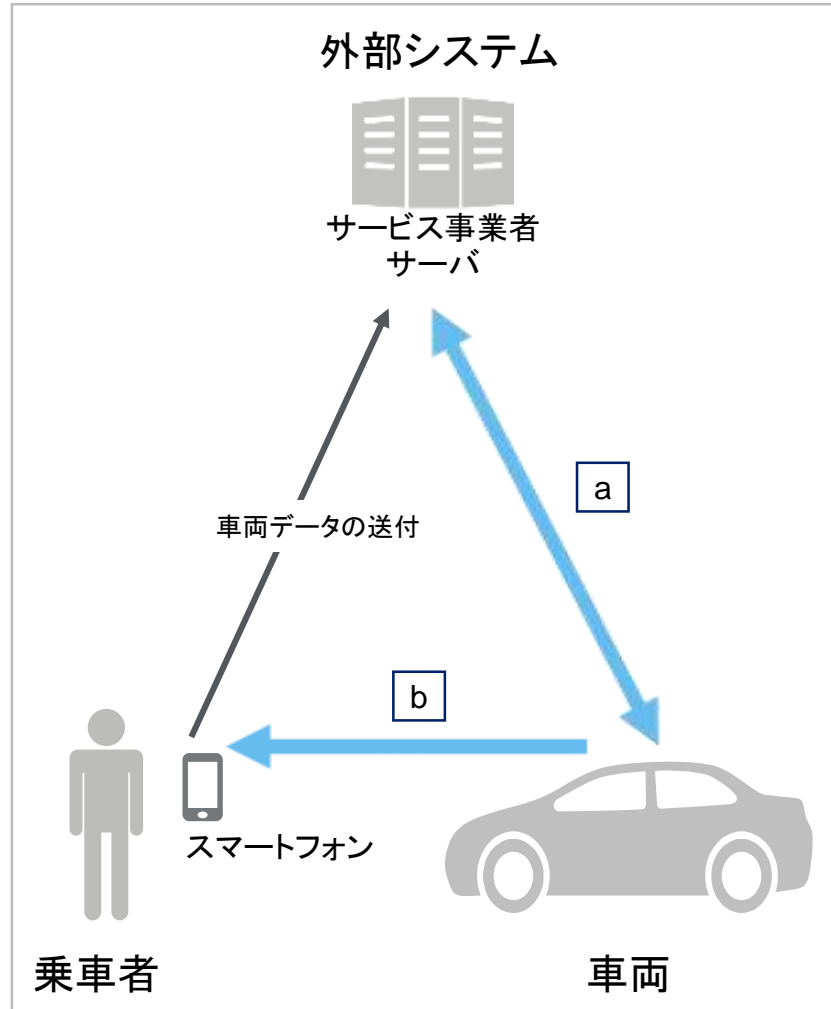 外部システム
サービス事業者
サーバ
a
車両データの送付
b
スマートフォン
乗車者
車両